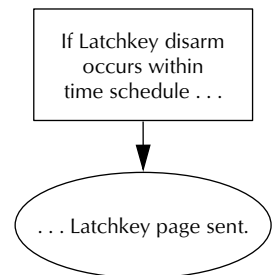 If Latchkey disarm
occurs within
time schedule . . .
. . . Latchkey page sent.